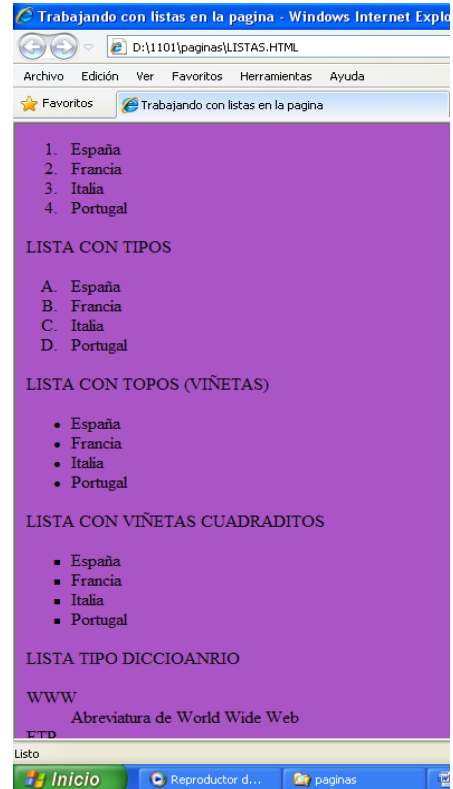 Trabajando con listas en la pagina - Windows Internet Explo
D:\1101\paginas\LISTAS.HTML
Archivo Edición Ver Favoritos Herramientas Ayuda
Favoritos Trabajando con listas en la pagina
1. España
2. Francia
3. Italia
4. Portugal
LISTA CON TIPOS
A. España
B. Francia
C. Italia
D. Portugal
LISTA CON TOPOS (VIÑETAS)
• España
• Francia
• Italia
• Portugal
LISTA CON VIÑETAS CUADRADITOS
▪ España
▪ Francia
▪ Italia
▪ Portugal
LISTA TIPO DICCIOANRIO
WWW
Abreviatura de World Wide Web
FTP
Listo
Inicio Reproductor d... paginas